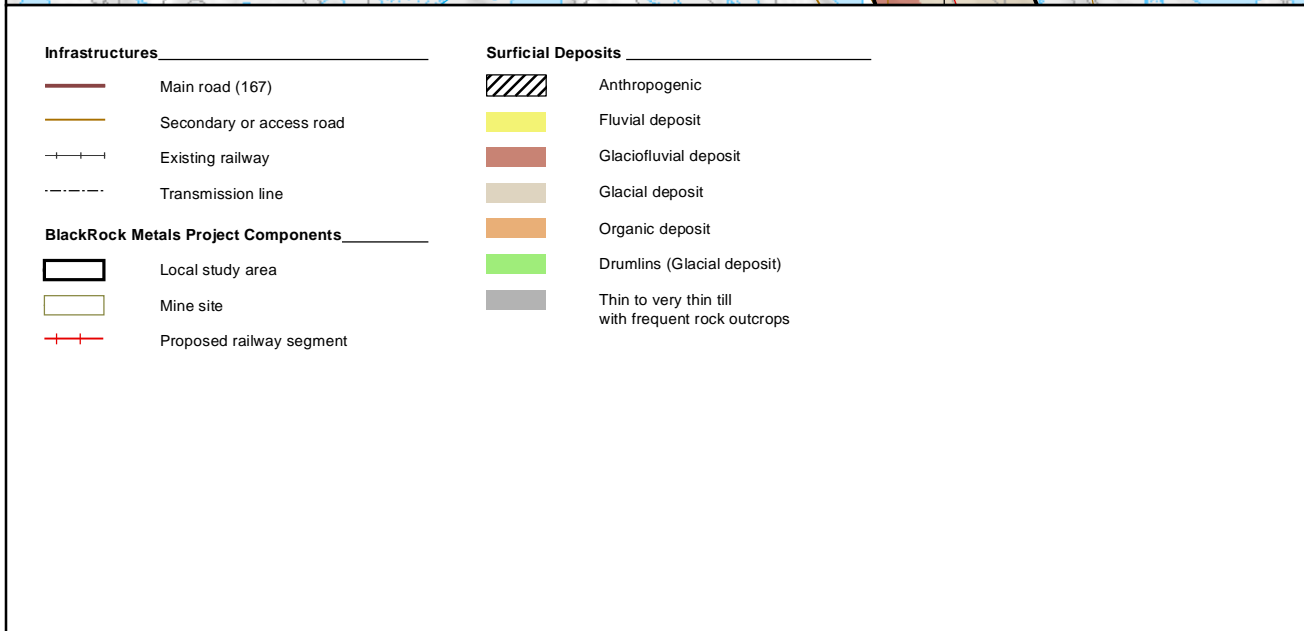 Infrastructures
Main road (167)
Secondary or access road
Existing railway
Transmission line
BlackRock Metals Project Components
Local study area
Mine site
Proposed railway segment
Surficial Deposits
Anthropogenic
Fluvial deposit
Glaciofluvial deposit
Glacial deposit
Organic deposit
Drumlins (Glacial deposit)
Thin to very thin till
with frequent rock outcrops